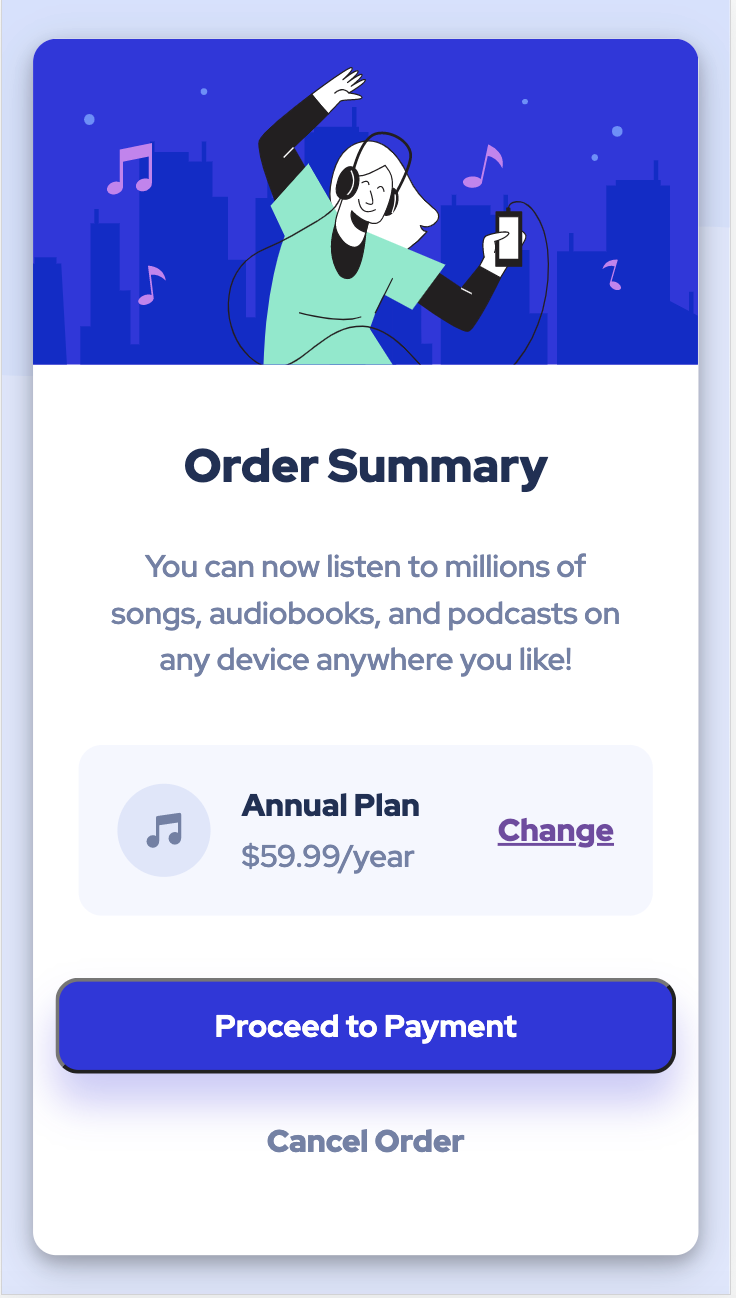 Order Summary
You can now listen to millions of
songs, audiobooks, and podcasts on
any device anywhere you like!
Annual Plan
$59.99/year
Change
Proceed to Payment
Cancel Order